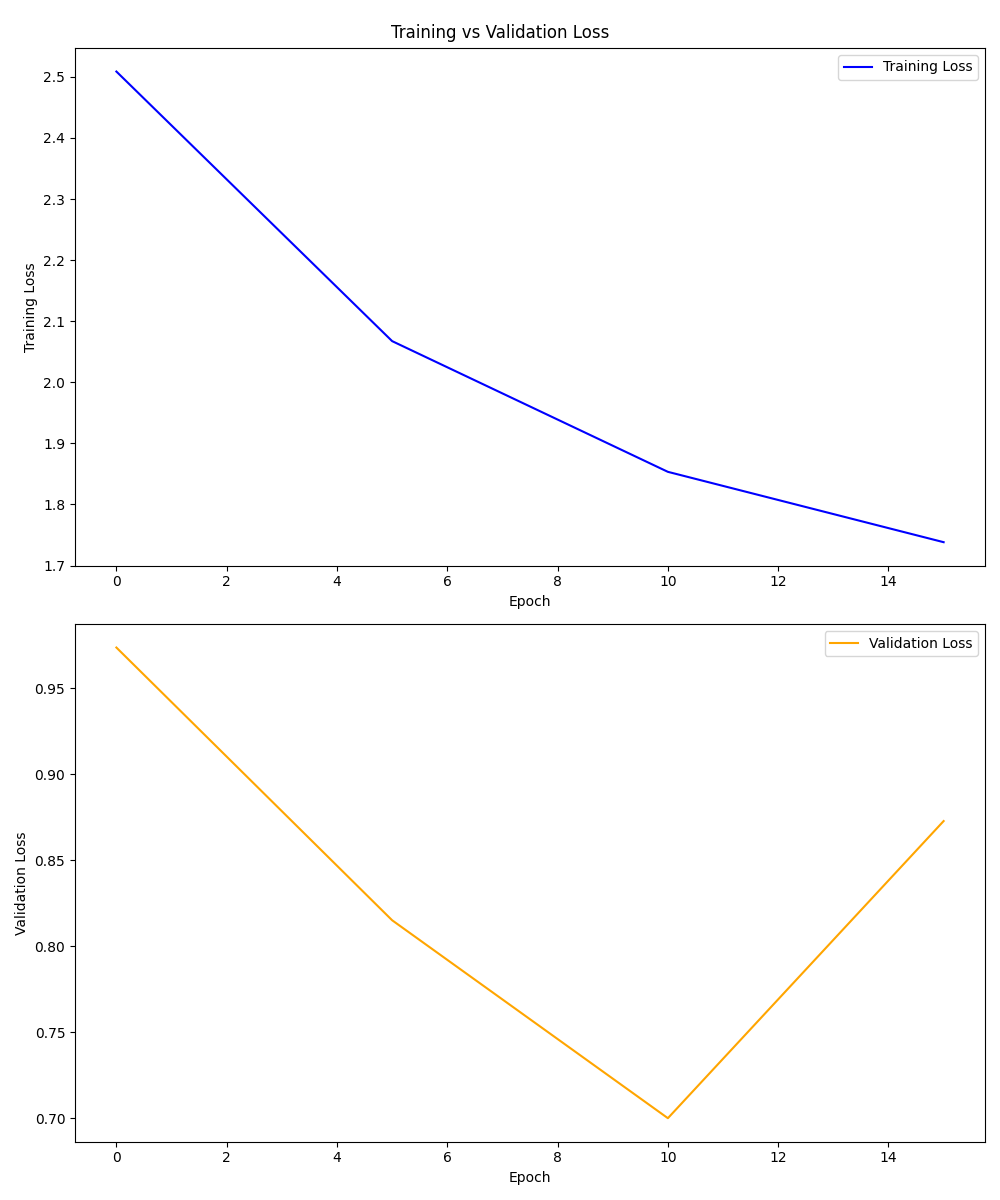 Training vs Validation Loss
Training Loss
2.5
2.4
2.3
2.2
2.1
2.0
1.9
1.8
1.7
Training Loss
0 2 4 6 8 10 12 14
Epoch
Validation Loss
0.95
0.90
0.85
0.80
0.75
0.70
Validation Loss
0 2 4 6 8 10 12 14
Epoch